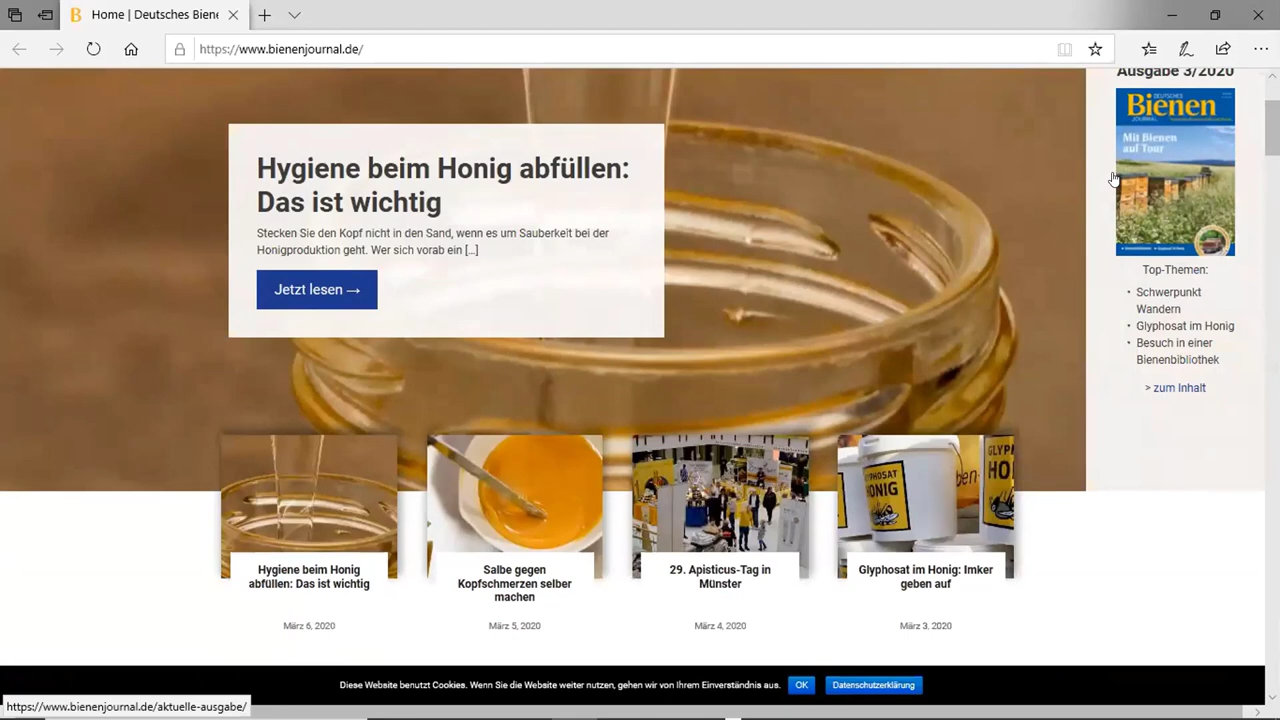 Home | Deutsches Biene
https://www.bienenjournal.de/
Ausgabe 3/2020
DEUTSCHES
Bienen
JOURNAL
Mit Bienen
auf Tour
Hygiene beim Honig abfüllen:
Das ist wichtig
Stecken Sie den Kopf nicht in den Sand, wenn es um Sauberkeit bei der
Honigproduktion geht. Wer sich vorab ein [...]
Jetzt lesen →
Top-Themen:
• Schwerpunkt
Wandern
• Glyphosat im Honig
• Besuch in einer
Bienenbibliothek
> zum Inhalt
GLYPHOSAT
HONIG
bien-
GLYP
HO
Hygiene beim Honig
abfüllen: Das ist wichtig
März 6, 2020
Salbe gegen
Kopfschmerzen selber
machen
März 5, 2020
29. Apisticus-Tag in
Münster
März 4, 2020
Glyphosat im Honig: Imker
geben auf
März 3, 2020
Diese Website benutzt Cookies. Wenn Sie die Website weiter nutzen, gehen wir von Ihrem Einverständnis aus.
OK
Datenschutzerklärung
https://www.bienenjournal.de/aktuelle-ausgabe/